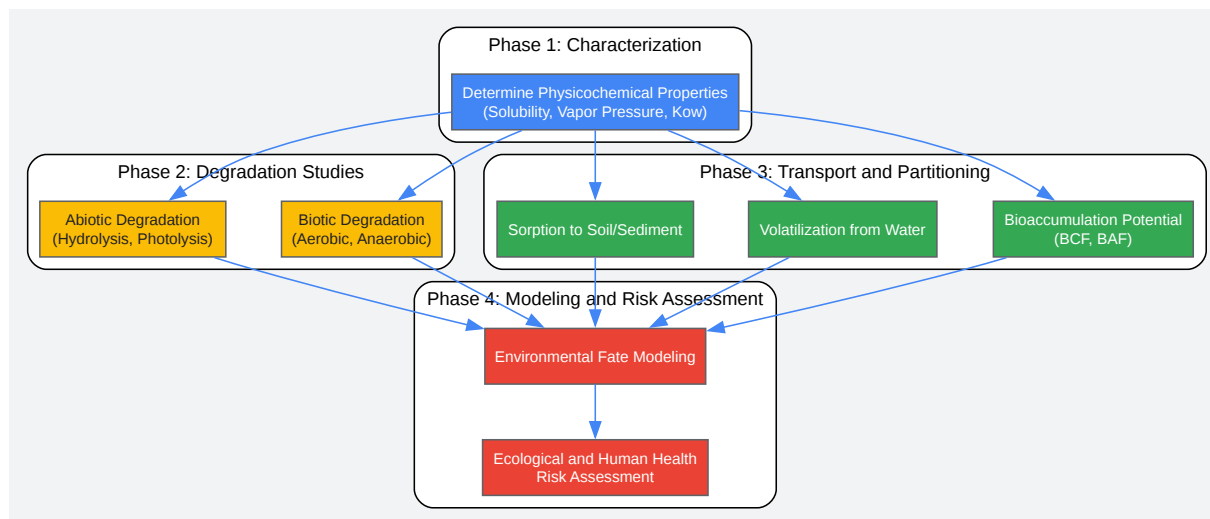 Phase 1: Characterization
Determine Physicochemical Properties
(Solubility, Vapor Pressure, Kow)
Phase 2: Degradation Studies
Phase 3: Transport and Partitioning
Abiotic Degradation
(Hydrolysis, Photolysis)
Biotic Degradation
(Aerobic, Anaerobic)
Sorption to Soil/Sediment
Volatilization from Water
Bioaccumulation Potential
(BCF, BAF)
Phase 4: Modeling and Risk Assessment
Environmental Fate Modeling
Ecological and Human Health
Risk Assessment